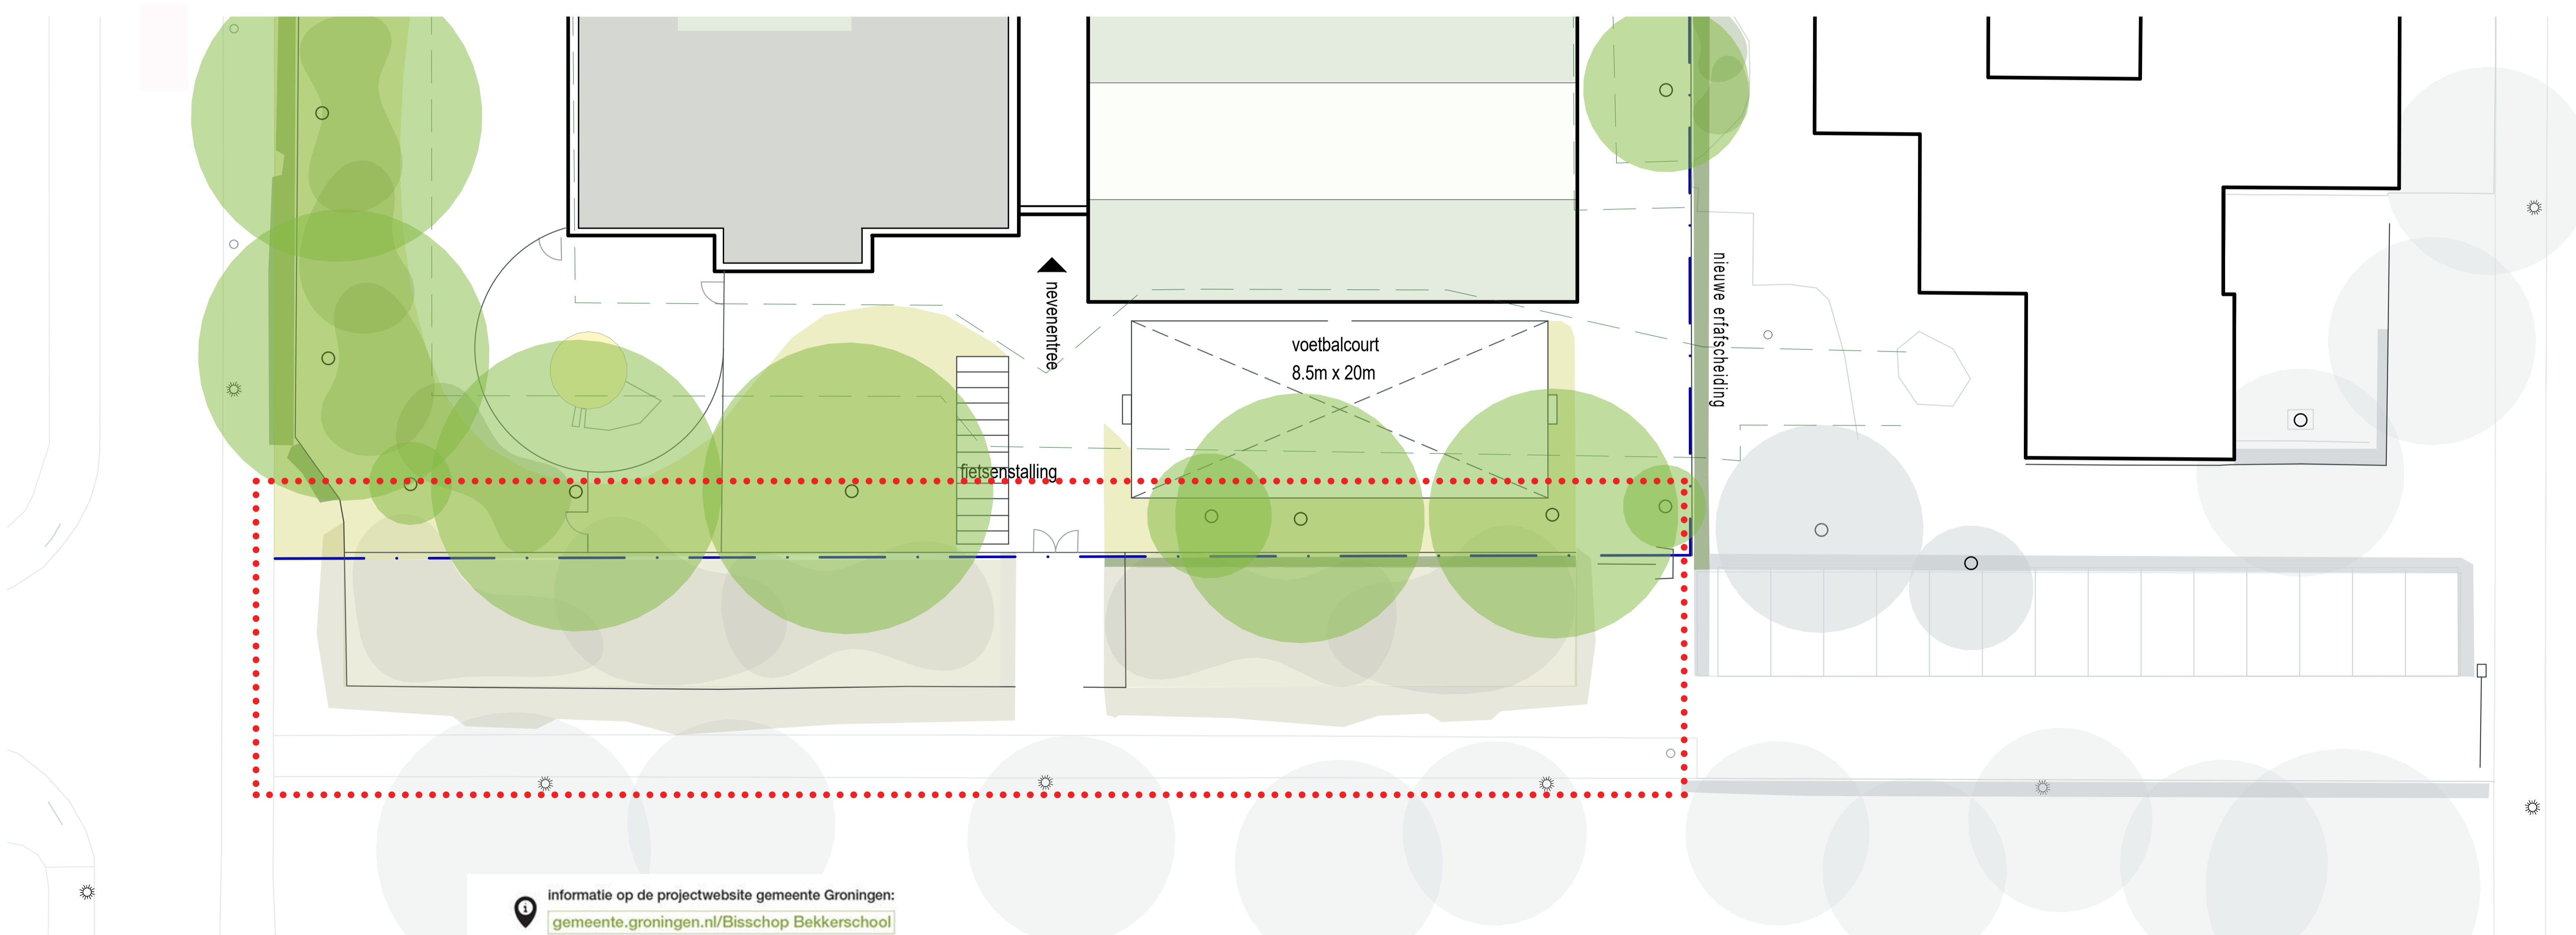 nevenentree
voetbalcourt
8.5m x 20m
nieuwe erfafscheiding
fietsenstalling
informatie op de projectwebsite gemeente Groningen:
gemeente.groningen.nl/Bisschop Bekkerschool